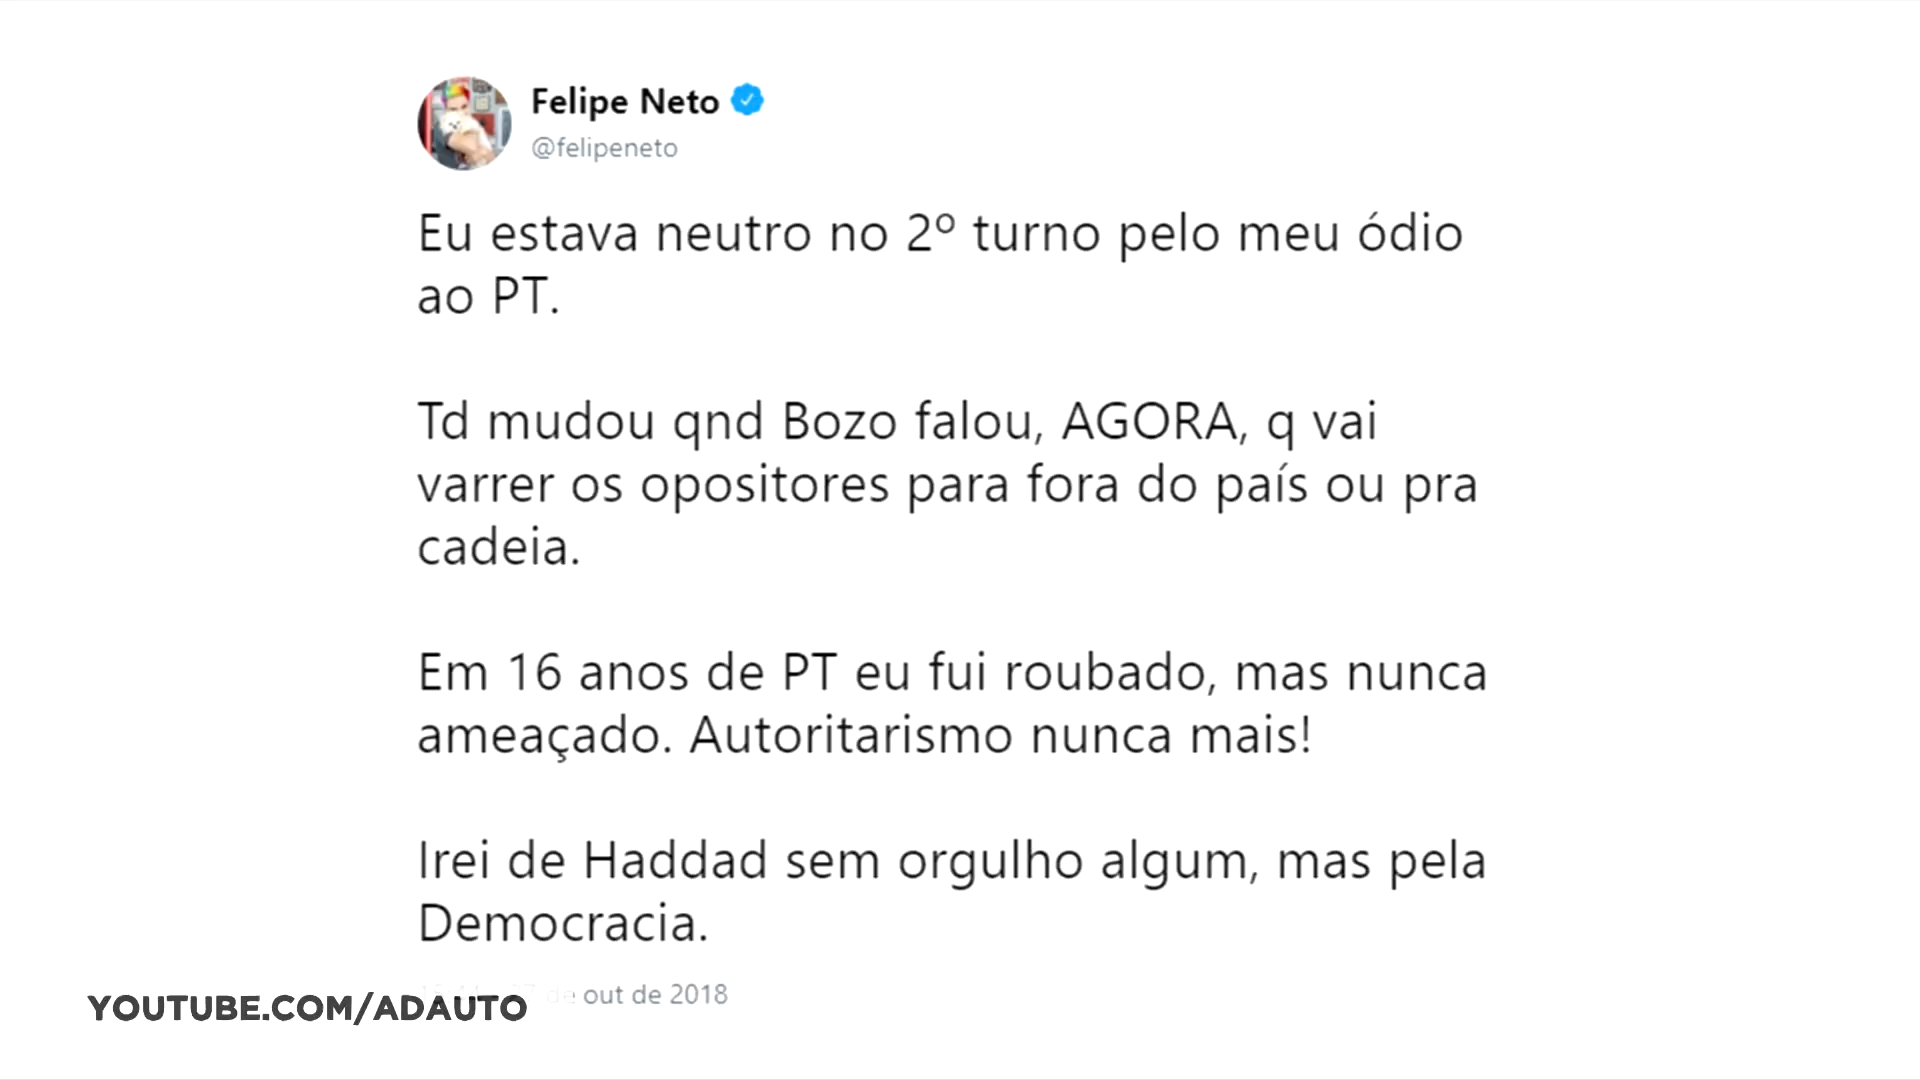 Felipe Neto
@felipeneto
Eu estava neutro no 2º turno pelo meu ódio
ao PT.
Td mudou qnd Bozo falou, AGORA, q vai
varrer os opositores para fora do país ou pra
cadeia.
Em 16 anos de PT eu fui roubado, mas nunca
ameaçado. Autoritarismo nunca mais!
Irei de Haddad sem orgulho algum, mas pela
Democracia.
de out de 2018
YOUTUBE.COM/ADAUTO